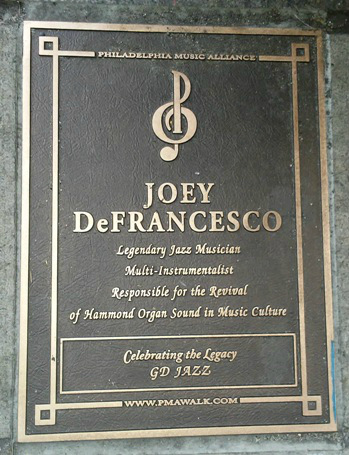 PHILADELPHIA MUSIC ALLIANCE
JOEY
DeFRANCESCO
Legendary Jazz Musician
Multi-Instrumentalist
Responsible for the Revival
of Hammond Organ Sound in Music Culture
Celebrating the Legacy
GD JAZZ
WWW.PMAWALK.COM